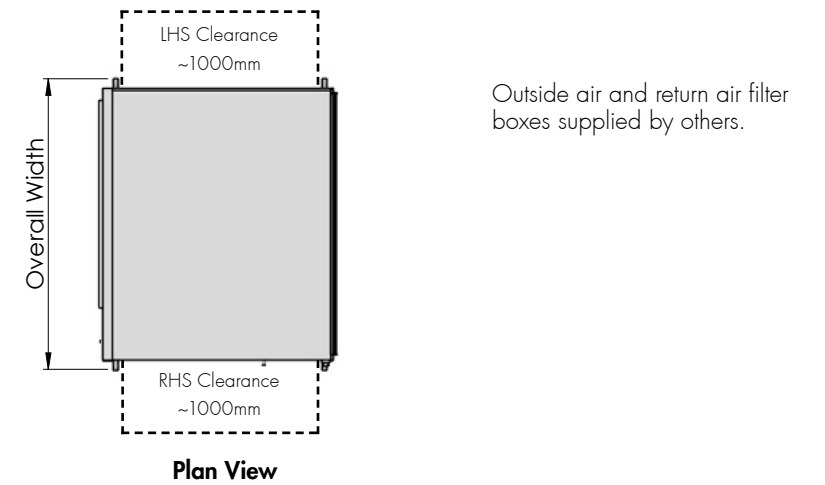 LHS Clearance
~1000mm
Overall Width
Outside air and return air filter
boxes supplied by others.
RHS Clearance
~1000mm
Plan View